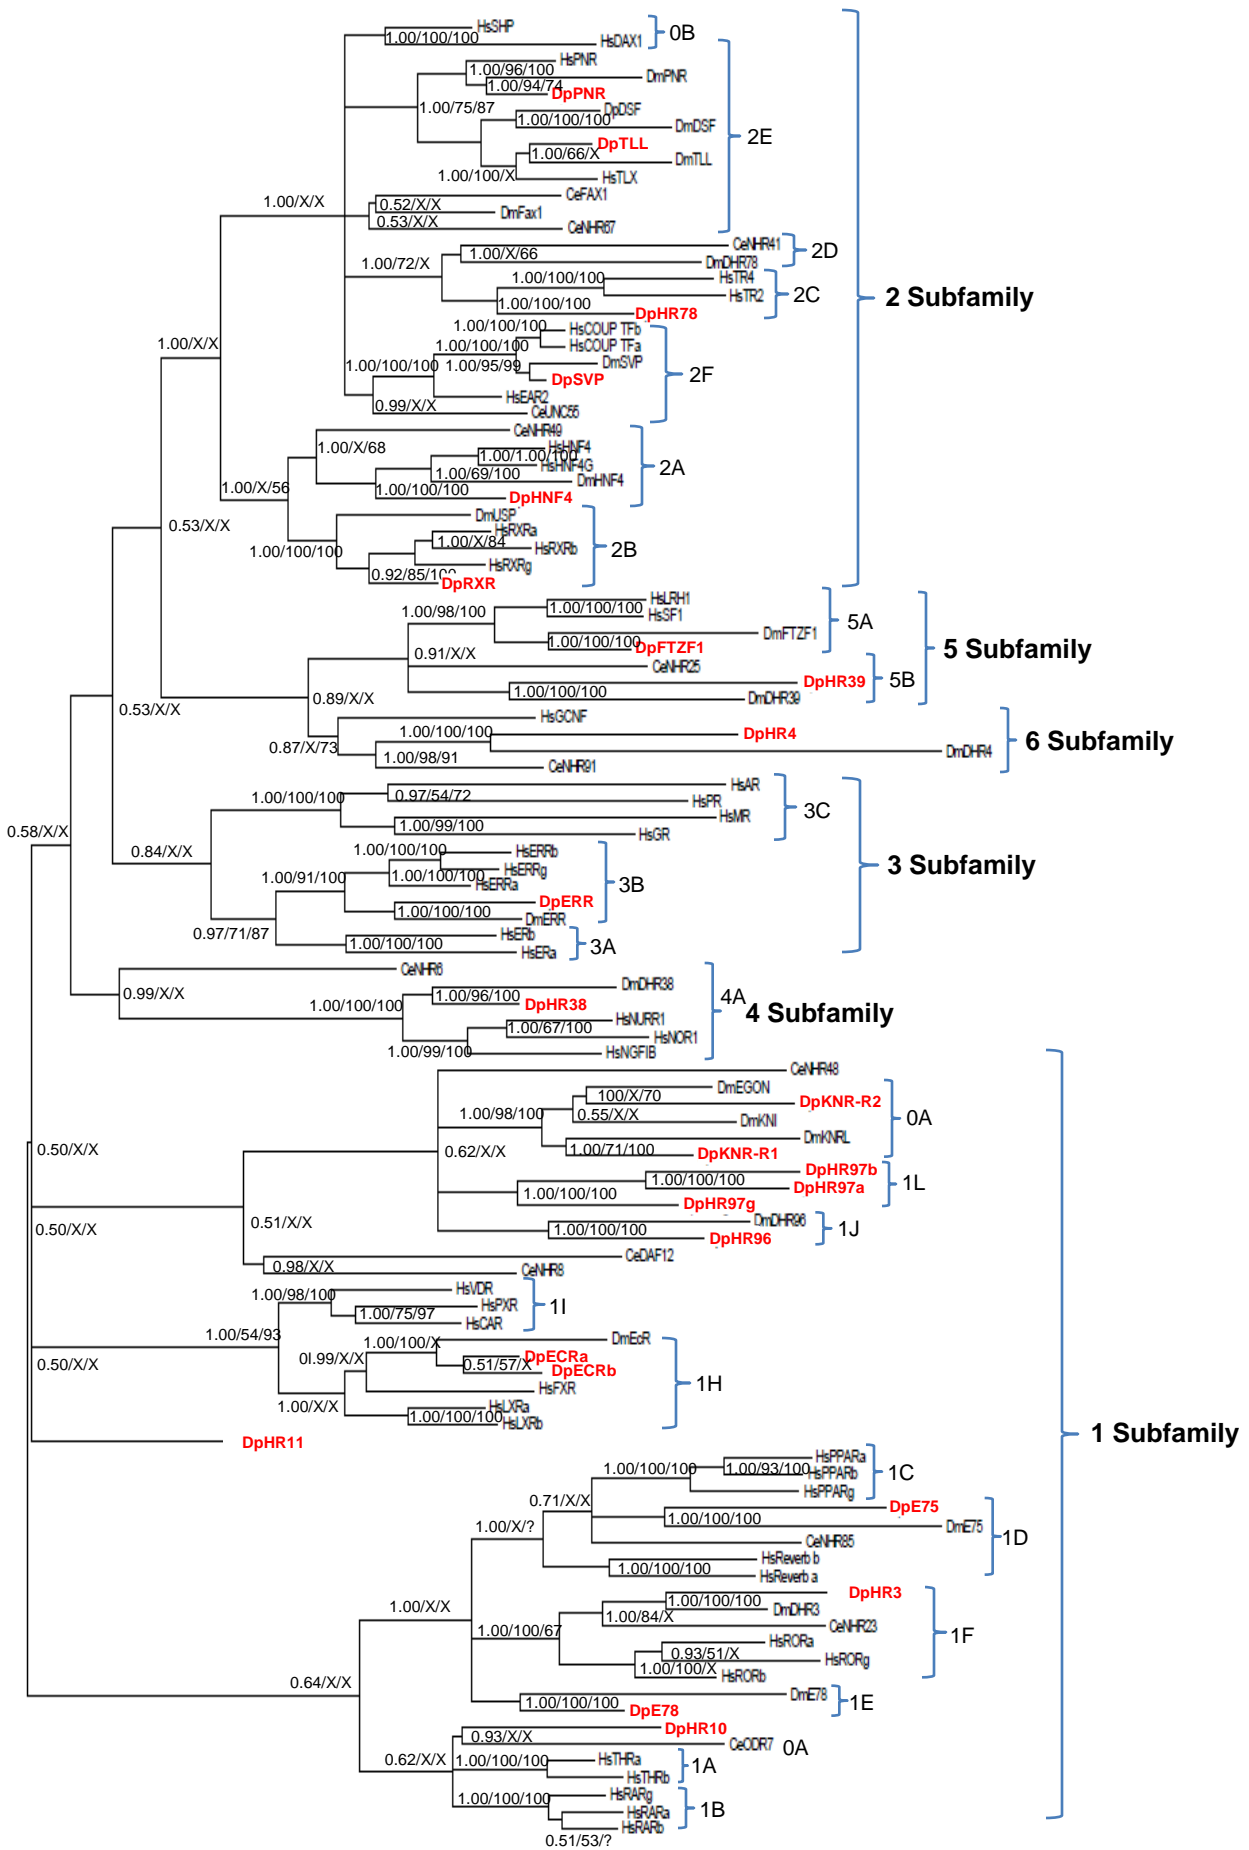 HsSHP
1.00/100/100
HsDAX1
0B
HsPNR
1.00/96/100
DmPNR
1.00/94/74
DpPNR
1.00/75/87
DpDSF
1.00/100/100
DmDSF
2E
DpTLL
1.00/66/X
DmTLL
1.00/100/X
HsTLX
CeFAX1
1.00/X/X
0.52/X/X
DmFax1
0.53/X/X
CeNHR67
CeNHR41
1.00/X/66
2D
DmDHR78
1.00/72/X
1.00/100/100
HsTR4
HsTR2
2C
2 Subfamily
1.00/100/100
DpHR78
1.00/100/100
HsCOUP TFb
1.00/X/X
1.00/100/100
HsCOUP TFa
1.00/100/100
1.00/95/99
DmSVP
2F
DpSVP
HsEAR2
0.99/X/X
CeUNC55
CeNHR49
1.00/X/68
HsHNF4
1.00/1.00/100
HsHNF4G
2A
1.00/69/100
DmHNF4
1.00/X/56
1.00/100/100
DpHNF4
DmUSP
0.53/X/X
HsRXRa
1.00/X/84
HsRXRb
2B
1.00/100/100
HsRXRg
0.92/85/100
DpRXR
HsLRH1
1.00/98/100
1.00/100/100
HsSF1
5A
DmFTZF1
1.00/100/100
DpFTZF1
5 Subfamily
0.91/X/X
CeNHR25
DpHR39
5B
0.89/X/X
1.00/100/100
DmDHR39
0.53/X/X
HsGCNF
1.00/100/100
DpHR4
6 Subfamily
0.87/X/73
DmDHR4
1.00/98/91
CeNHR91
HsAR
1.00/100/100
0.97/54/72
HsPR
3C
HsMR
0.58/X/X
1.00/99/100
HsGR
0.84/X/X
1.00/100/100
HsERRb
3 Subfamily
HsERRg
1.00/91/100
1.00/100/100
HsERRa
3B
DpERR
1.00/100/100
DmERR
0.97/71/87
HsERb
1.00/100/100
3A
HsERa
CeNHR6
DmDHR38
0.99/X/X
1.00/96/100
4A
1.00/100/100
DpHR38
4 Subfamily
HsNURR1
1.00/67/100
HsNOR1
1.00/99/100
HsNGFIB
CeNHR48
DmEGON
100/X/70
DpKNR-R2
1.00/98/100
0.55/X/X
DmKNI
0A
DmKNRL
0.50/X/X
0.62/X/X
1.00/71/100
DpKNR-R1
DpHR97b
1.00/100/100
DpHR97a
1L
1.00/100/100
DpHR97g
0.50/X/X
0.51/X/X
DmDHR96
1.00/100/100
1J
DpHR96
CeDAF12
0.98/X/X
CeNHR8
1.00/98/100
HsVDR
HsPXR
1I
1.00/75/97
HsCAR
1.00/54/93
1.00/100/X
DmEcR
0.50/X/X
0I.99/X/X
DpECRa
0.51/57/X
DpECRb
1H
HsFXR
1.00/X/X
HsLXRa
1.00/100/100
HsLXRb
1 Subfamily
DpHR11
HsPPARa
1.00/100/100
1.00/93/100
HsPPARb
1C
HsPPARg
0.71/X/X
DpE75
1.00/100/100
DmE75
1.00/X/?
1D
CeNHR85
HsReverb b
1.00/100/100
HsReverb a
DpHR3
1.00/X/X
1.00/100/100
DmDHR3
1.00/84/X
CeNHR23
1.00/100/67
1F
HsRORa
0.93/51/X
HsRORg
1.00/100/X
HsRORb
0.64/X/X
DmE78
1.00/100/100
1E
DpE78
DpHR10
0.93/X/X
CeODR7
0A
0.62/X/X
1.00/100/100
HsTHRa
1A
HsTHRb
1.00/100/100
HsRARg
HsRARa
1B
HsRARb
0.51/53/?